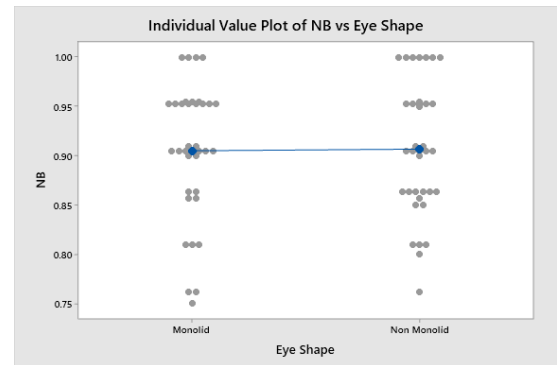 Individual Value Plot of NB vs Eye Shape
1.00
0.95
0.90
0.85
0.80
0.75
NB
Monolid
Non Monolid
Eye Shape